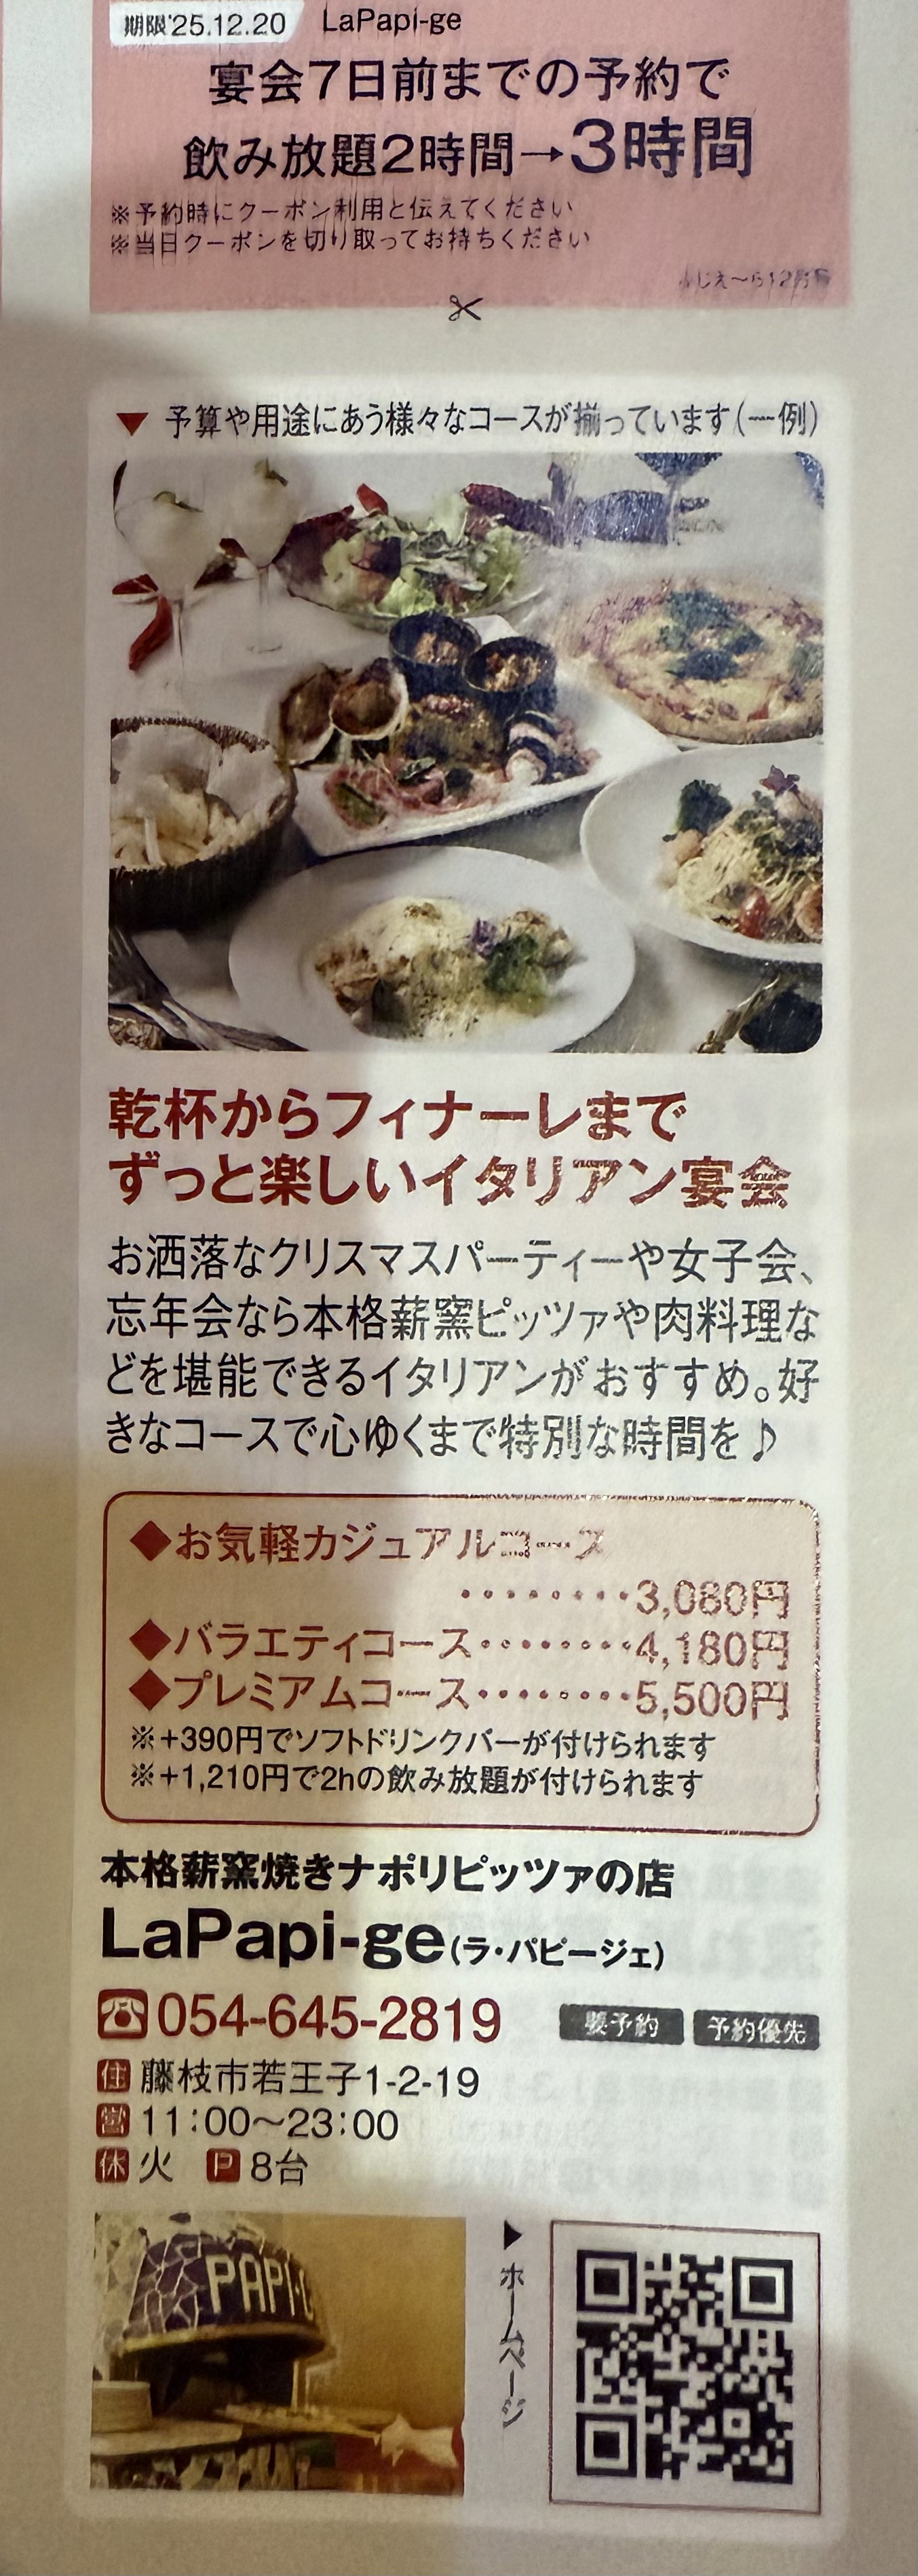 期限'25.12.20 LaPapi-ge
宴会7日前までの予約で
飲み放題2時間→3時間
※予約時にクーポン利用と伝えてください
※当日クーポンを切り取ってお持ちください
ふじえ〜ら12月号
▼ 予算や用途にあう様々なコースが揃っています(一例)
乾杯からフィナーレまで
ずっと楽しいイタリアン宴会
お洒落なクリスマスパーティーや女子会、
忘年会なら本格薪窯ピッツァや肉料理な
どを堪能できるイタリアンがおすすめ。好
きなコースで心ゆくまで特別な時間を♪
◆お気軽カジュアルコース
………3,080円
◆バラエティコース………4,180円
◆プレミアムコース………5,500円
※+390円でソフトドリンクバーが付けられます
※+1,210円で2hの飲み放題が付けられます
本格薪窯焼きナポリピッツァの店
LaPapi-ge(ラ・パピージェ)
☎054-645-2819 要予約 予約優先
住 藤枝市若王子1-2-19
営 11:00〜23:00
休 火 P 8台
PAPI-G
▶ホームページ